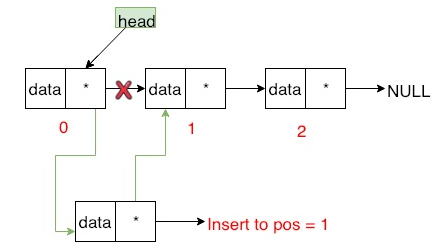 head
data * data * data * NULL
0 1 2
data * Insert to pos = 1